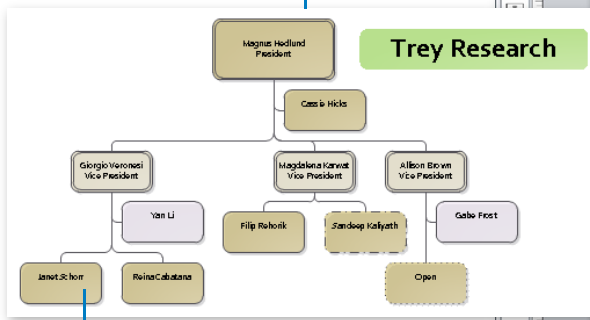 Magnus Hedlund
President
Trey Research
Cassie Hicks
Giorgio Veronesi
Vice President
Magdalena Karwat
Vice President
Allison Brown
Vice President
Yan Li
Filip Rehorik
Sandeep Kaliyath
Gabe Frost
Janet Schorr
Reina Cabatana
Open